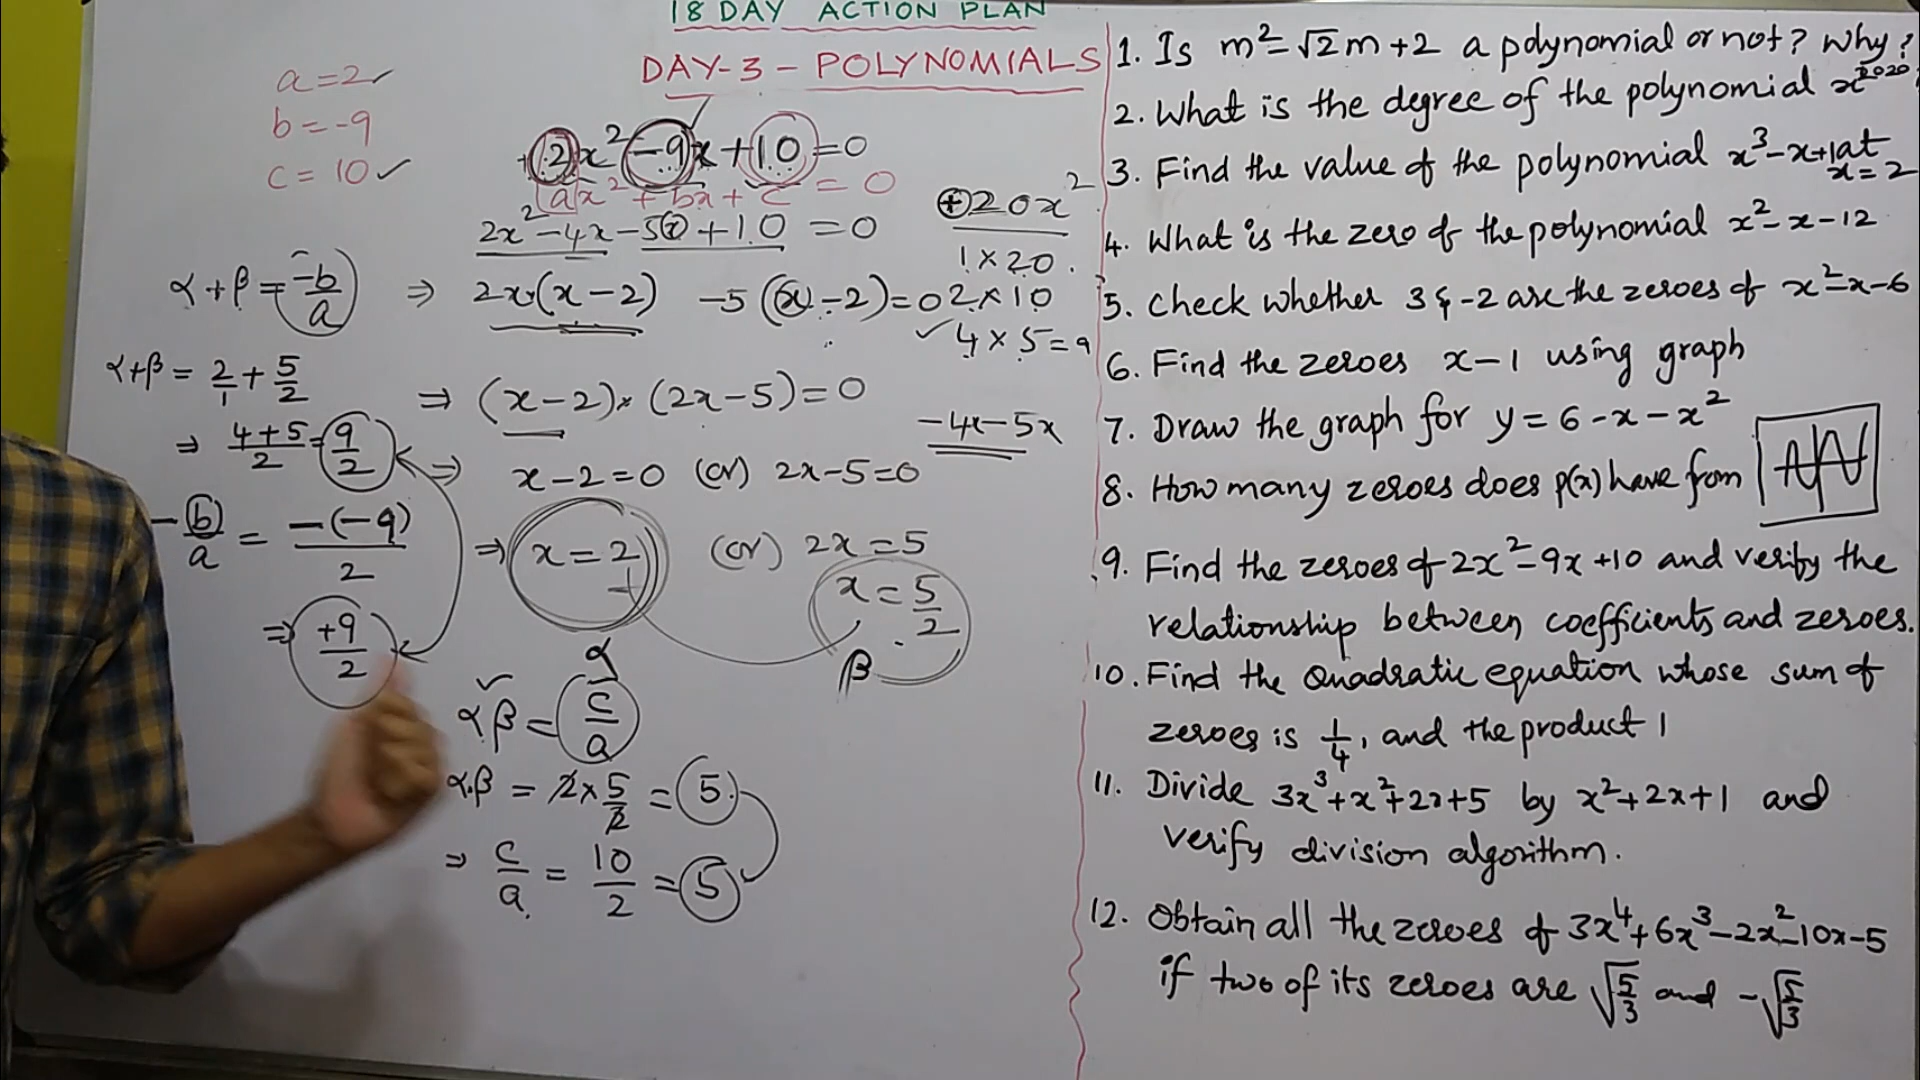 18 DAY ACTION PLAN
DAY-3 - POLYNOMIALS
a = 2 ✓
b = -9
c = 10 ✓
+2x² - 9x + 10 = 0
ax² + bx + c = 0
2x² - 4x - 5x + 10 = 0
α + β = -b/a
⇒ 2x(x - 2) - 5(x - 2) = 0
+20x²
1 × 20.
2 × 10
✓ 4 × 5 = 9
-4x - 5x
α+β = 2/1 + 5/2
⇒ 4+5/2 = 9/2
-b/a = -(-9)/2
⇒ +9/2
⇒ (x - 2) × (2x - 5) = 0
⇒ x - 2 = 0 (or) 2x - 5 = 0
⇒ x = 2 (or) 2x = 5
x = 5/2
α
β
αβ = c/a
α.β = 2 × 5/2 = 5
⇒ c/a = 10/2 = 5
1. Is m² - √2m + 2 a polynomial or not? Why?
2. What is the degree of the polynomial x²⁰²⁰
3. Find the value of the polynomial x³ - x + 1 at x = 2
4. What is the zero of the polynomial x² - x - 12
5. Check whether 3 & -2 are the zeroes of x² - x - 6
6. Find the zeroes x - 1 using graph
7. Draw the graph for y = 6 - x - x²
8. How many zeroes does p(x) have from
9. Find the zeroes of 2x² - 9x + 10 and verify the
relationship between coefficients and zeroes.
10. Find the Quadratic equation whose sum of
zeroes is 1/4, and the product 1
11. Divide 3x³ + x² + 2x + 5 by x² + 2x + 1 and
verify division algorithm.
12. Obtain all the zeroes of 3x⁴ + 6x³ - 2x² - 10x - 5
if two of its zeroes are √5/3 and -√5/3